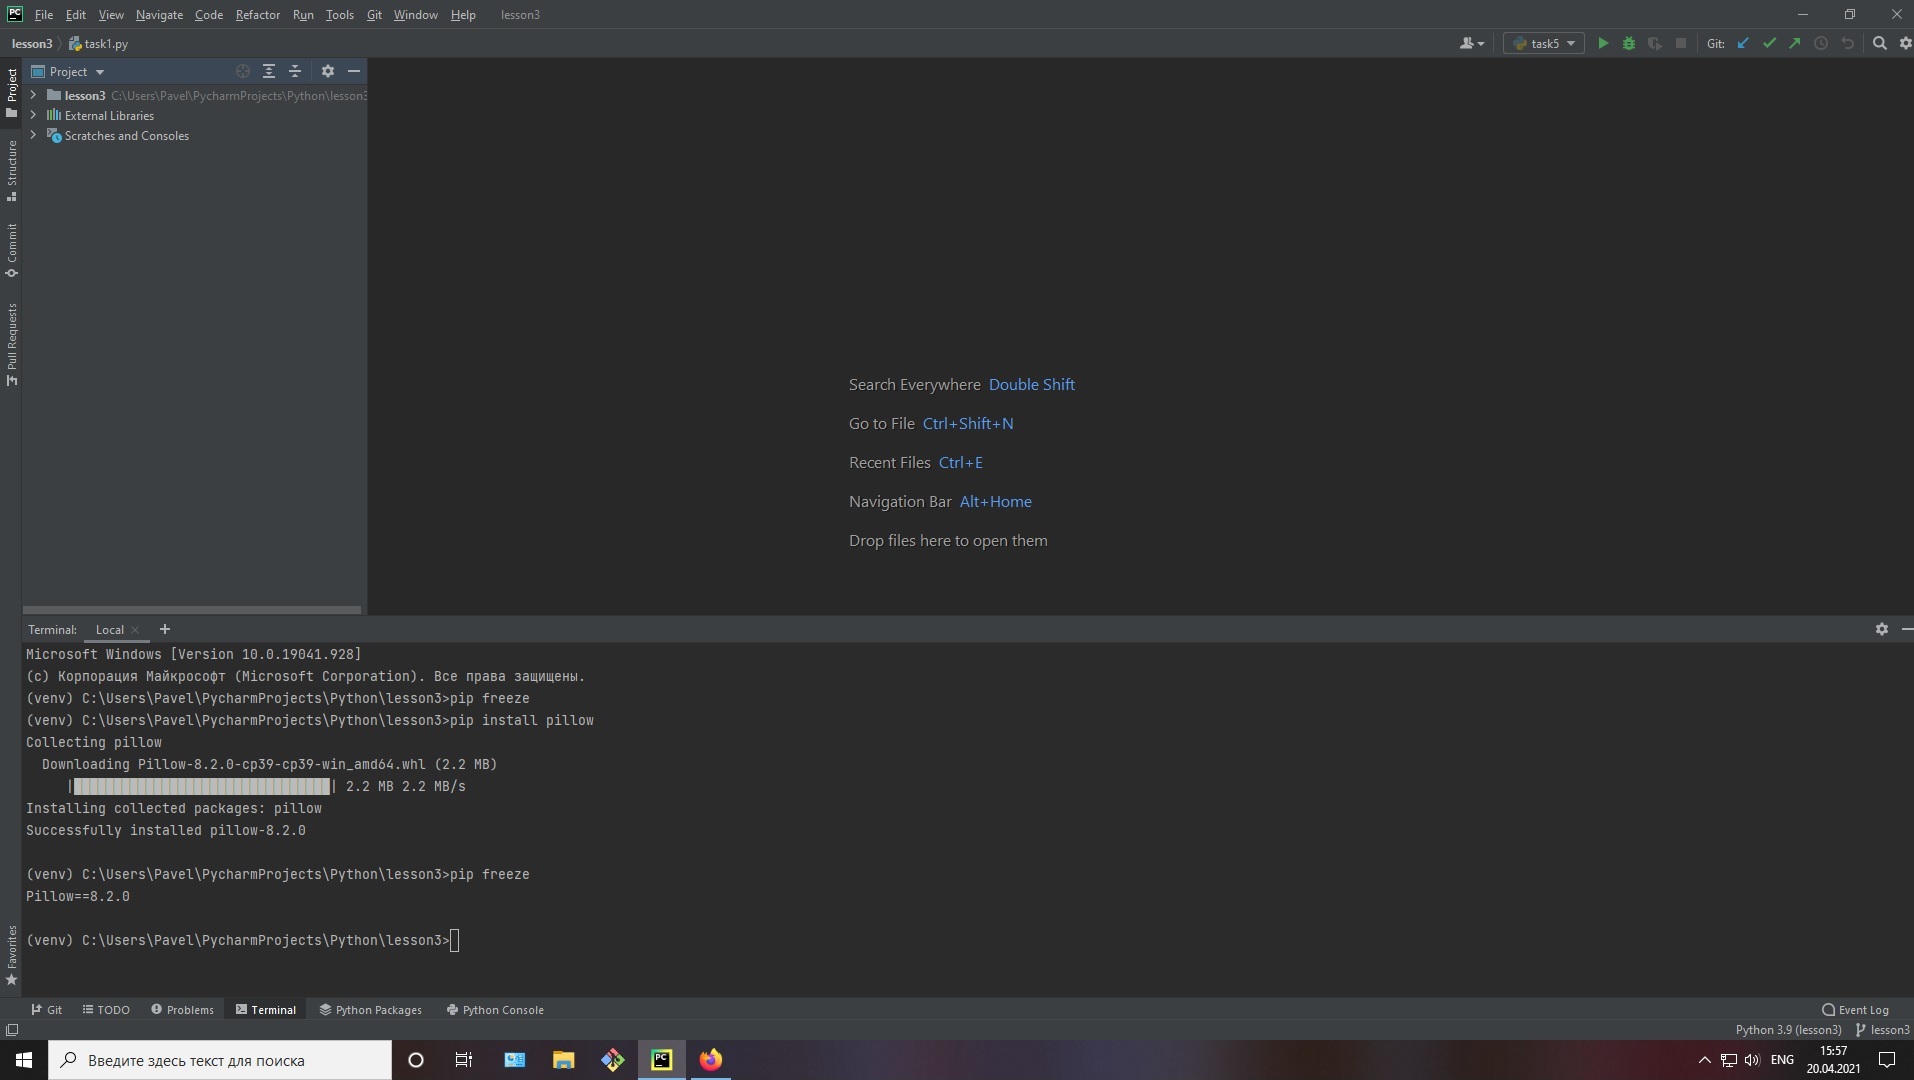 PC File Edit View Navigate Code Refactor Run Tools Git Window Help lesson3
lesson3 task1.py task5 Git:
Project
lesson3 C:\Users\Pavel\PycharmProjects\Python\lesson3
External Libraries
Scratches and Consoles
Project
Structure
Commit
Pull Requests
Favorites
Search Everywhere Double Shift
Go to File Ctrl+Shift+N
Recent Files Ctrl+E
Navigation Bar Alt+Home
Drop files here to open them
Terminal: Local
Microsoft Windows [Version 10.0.19041.928]
(c) Корпорация Майкрософт (Microsoft Corporation). Все права защищены.
(venv) C:\Users\Pavel\PycharmProjects\Python\lesson3>pip freeze
(venv) C:\Users\Pavel\PycharmProjects\Python\lesson3>pip install pillow
Collecting pillow
Downloading Pillow-8.2.0-cp39-cp39-win_amd64.whl (2.2 MB)
| | 2.2 MB 2.2 MB/s
Installing collected packages: pillow
Successfully installed pillow-8.2.0
(venv) C:\Users\Pavel\PycharmProjects\Python\lesson3>pip freeze
Pillow==8.2.0
(venv) C:\Users\Pavel\PycharmProjects\Python\lesson3>
Git TODO Problems Terminal Python Packages Python Console Event Log
Python 3.9 (lesson3) lesson3
Введите здесь текст для поиска PC ENG 15:57
20.04.2021